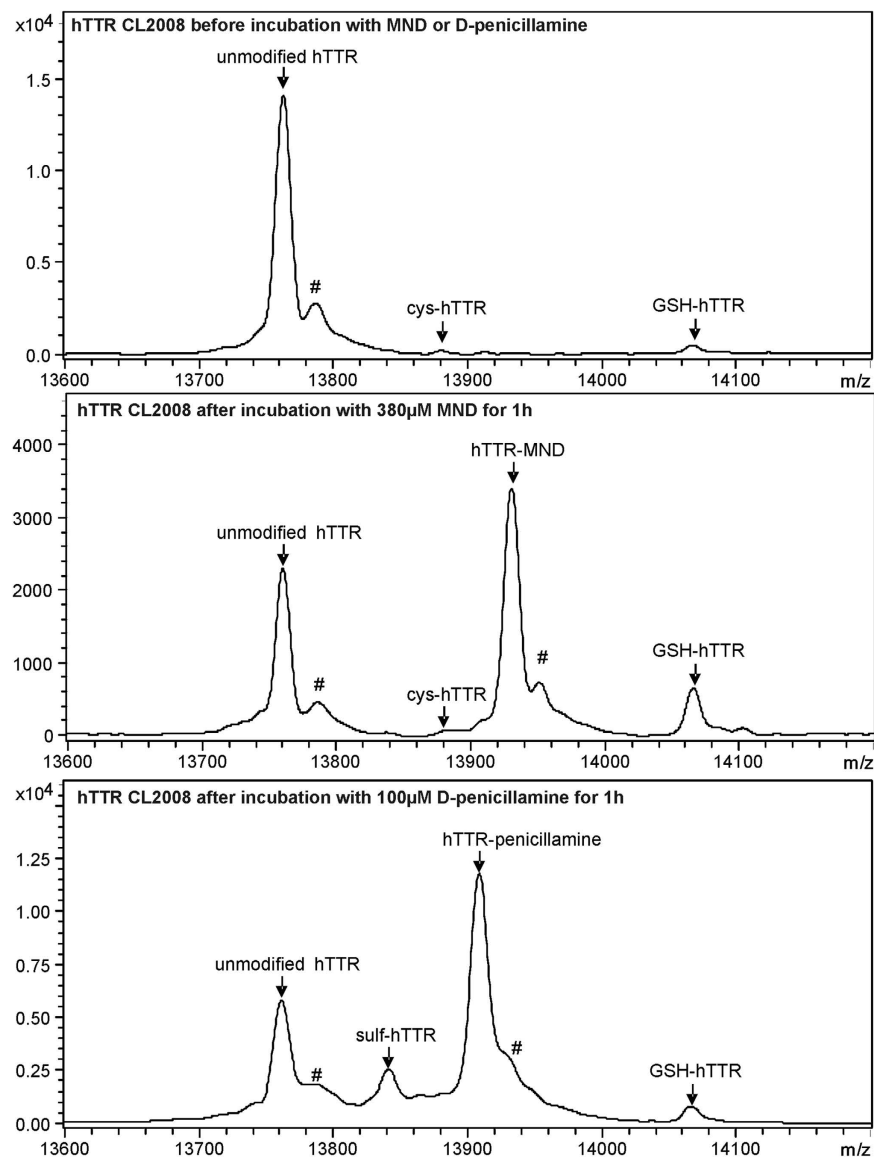 hTTR CL2008 before incubation with MND or D-penicillamine
x10⁴
unmodified hTTR
1.5
1.0
0.5
0.0
#
cys-hTTR
GSH-hTTR
13600 13700 13800 13900 14000 14100 m/z
hTTR CL2008 after incubation with 380µM MND for 1h
4000
3000
2000
1000
0
hTTR-MND
unmodified hTTR
#
cys-hTTR
#
GSH-hTTR
13600 13700 13800 13900 14000 14100 m/z
x10⁴
hTTR CL2008 after incubation with 100µM D-penicillamine for 1h
1.25
1.00
0.75
0.50
0.25
0.00
hTTR-penicillamine
unmodified hTTR
#
sulf-hTTR
#
GSH-hTTR
13600 13700 13800 13900 14000 14100 m/z